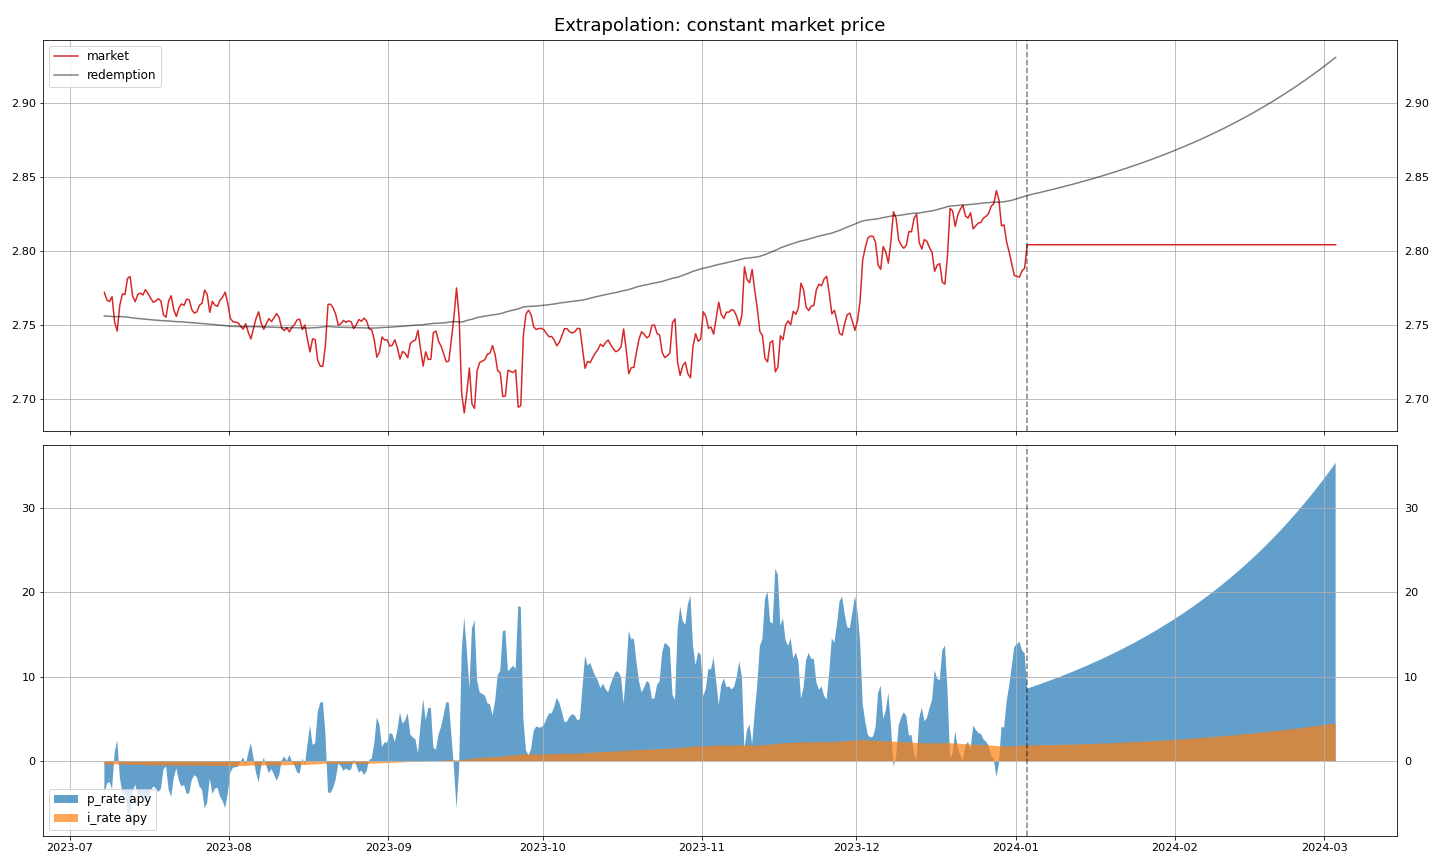 Extrapolation: constant market price
market
redemption
2.90 2.90
2.85 2.85
2.80 2.80
2.75 2.75
2.70 2.70
30 30
20 20
10 10
0 0
p_rate apy
i_rate apy
2023-07 2023-08 2023-09 2023-10 2023-11 2023-12 2024-01 2024-02 2024-03